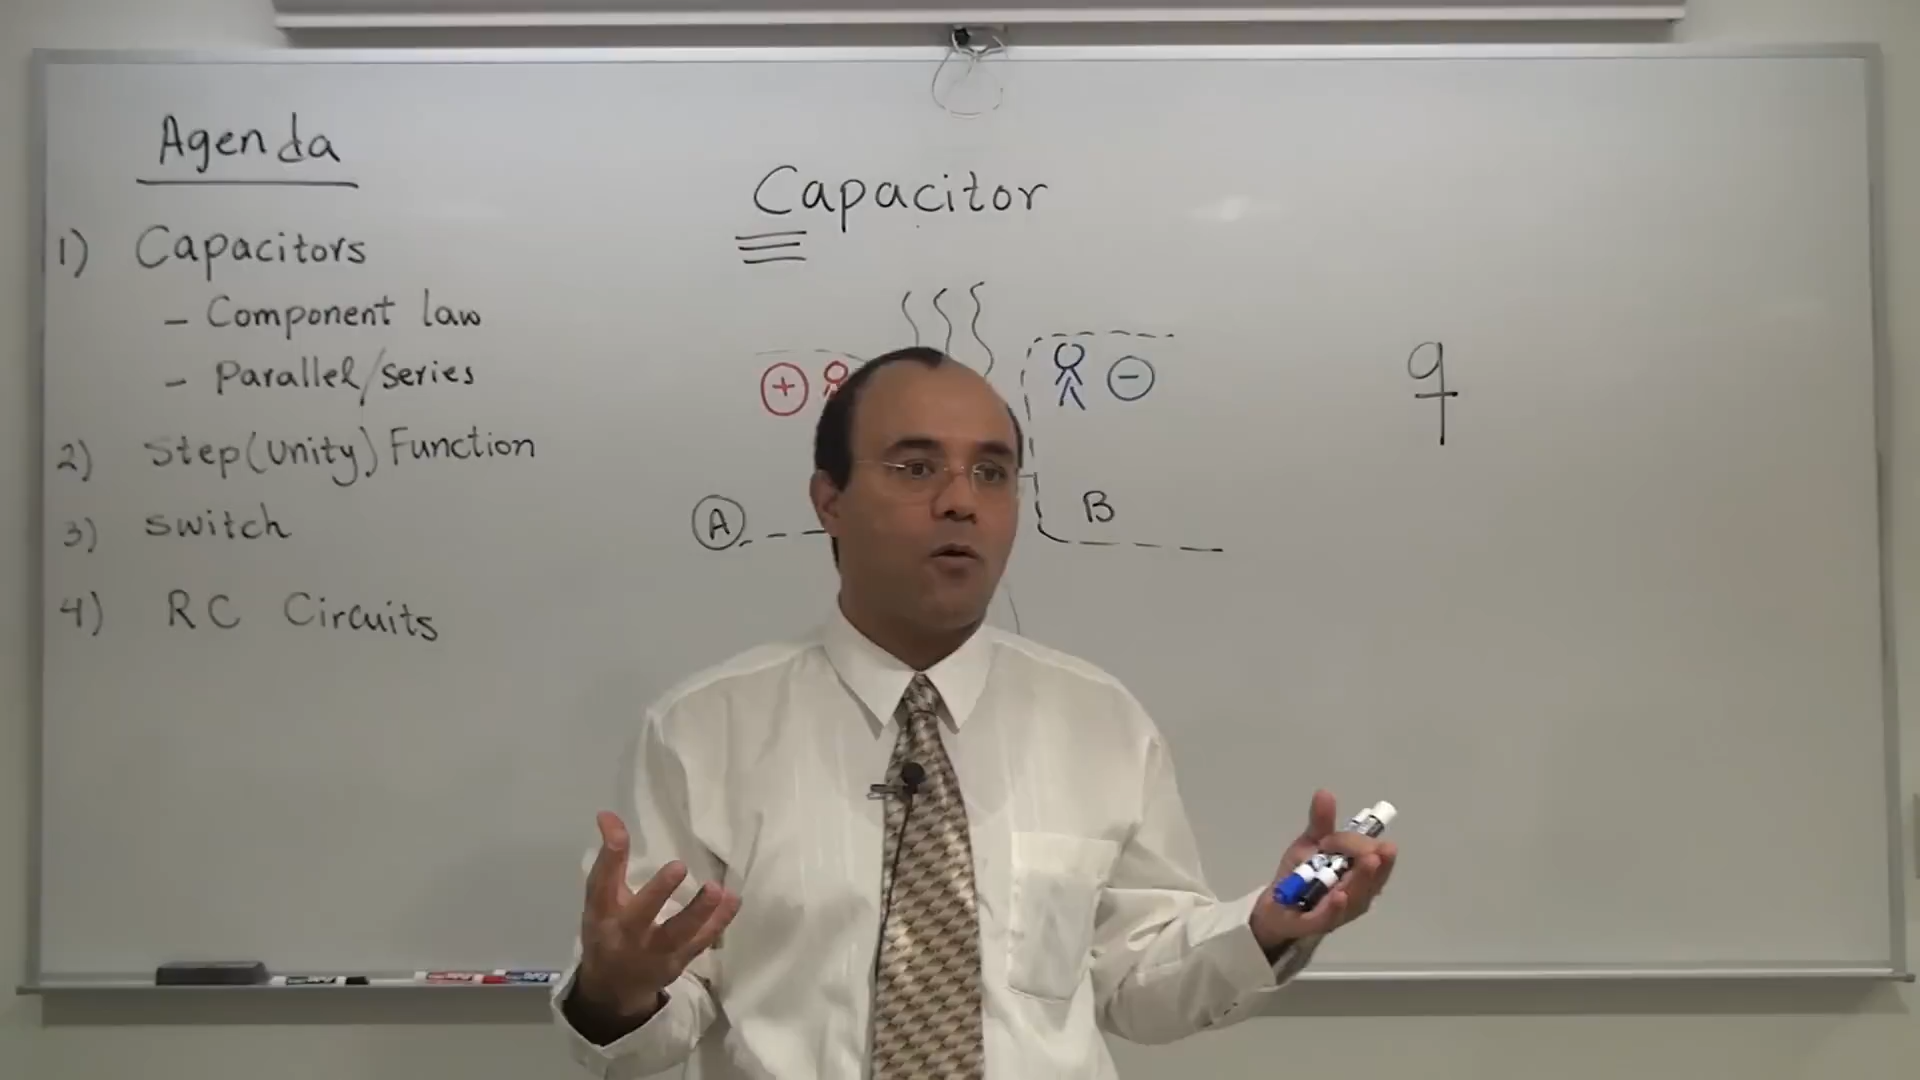 Agenda
1) Capacitors
- Component law
- Parallel/series
2) Step(Unity) Function
3) Switch
4) RC Circuits
Capacitor
+
-
A
B
q